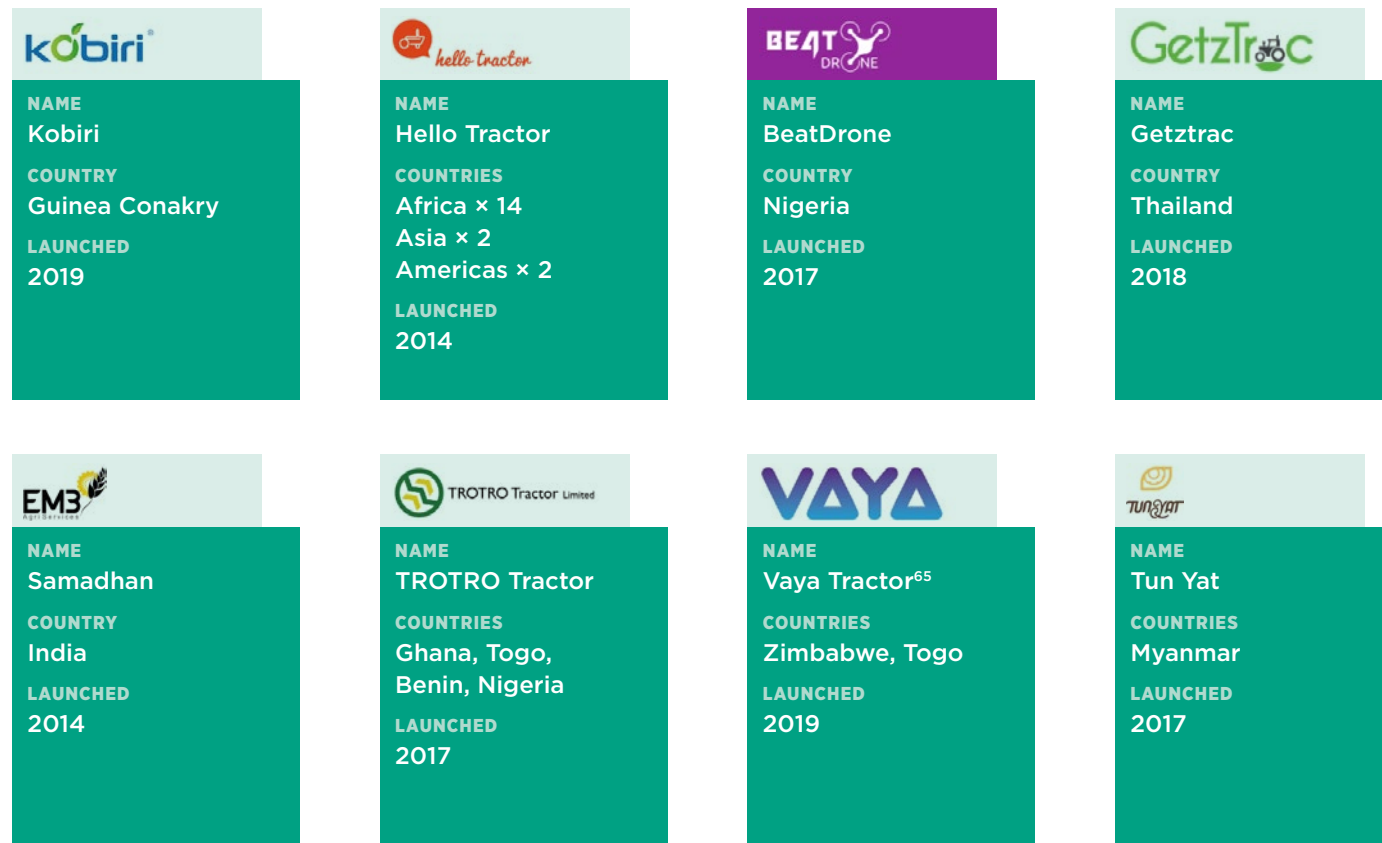 kobiri®
NAME
Kobiri
COUNTRY
Guinea Conakry
LAUNCHED
2019
hello tractor
NAME
Hello Tractor
COUNTRIES
Africa × 14
Asia × 2
Americas × 2
LAUNCHED
2014
BEAT
DRONE
NAME
BeatDrone
COUNTRY
Nigeria
LAUNCHED
2017
GetzTrac
NAME
Getztrac
COUNTRY
Thailand
LAUNCHED
2018
EM3
Agri Services
NAME
Samadhan
COUNTRY
India
LAUNCHED
2014
TROTRO Tractor Limited
NAME
TROTRO Tractor
COUNTRIES
Ghana, Togo,
Benin, Nigeria
LAUNCHED
2017
VAYA
NAME
Vaya Tractor⁶⁵
COUNTRIES
Zimbabwe, Togo
LAUNCHED
2019
TUN YAT
NAME
Tun Yat
COUNTRIES
Myanmar
LAUNCHED
2017